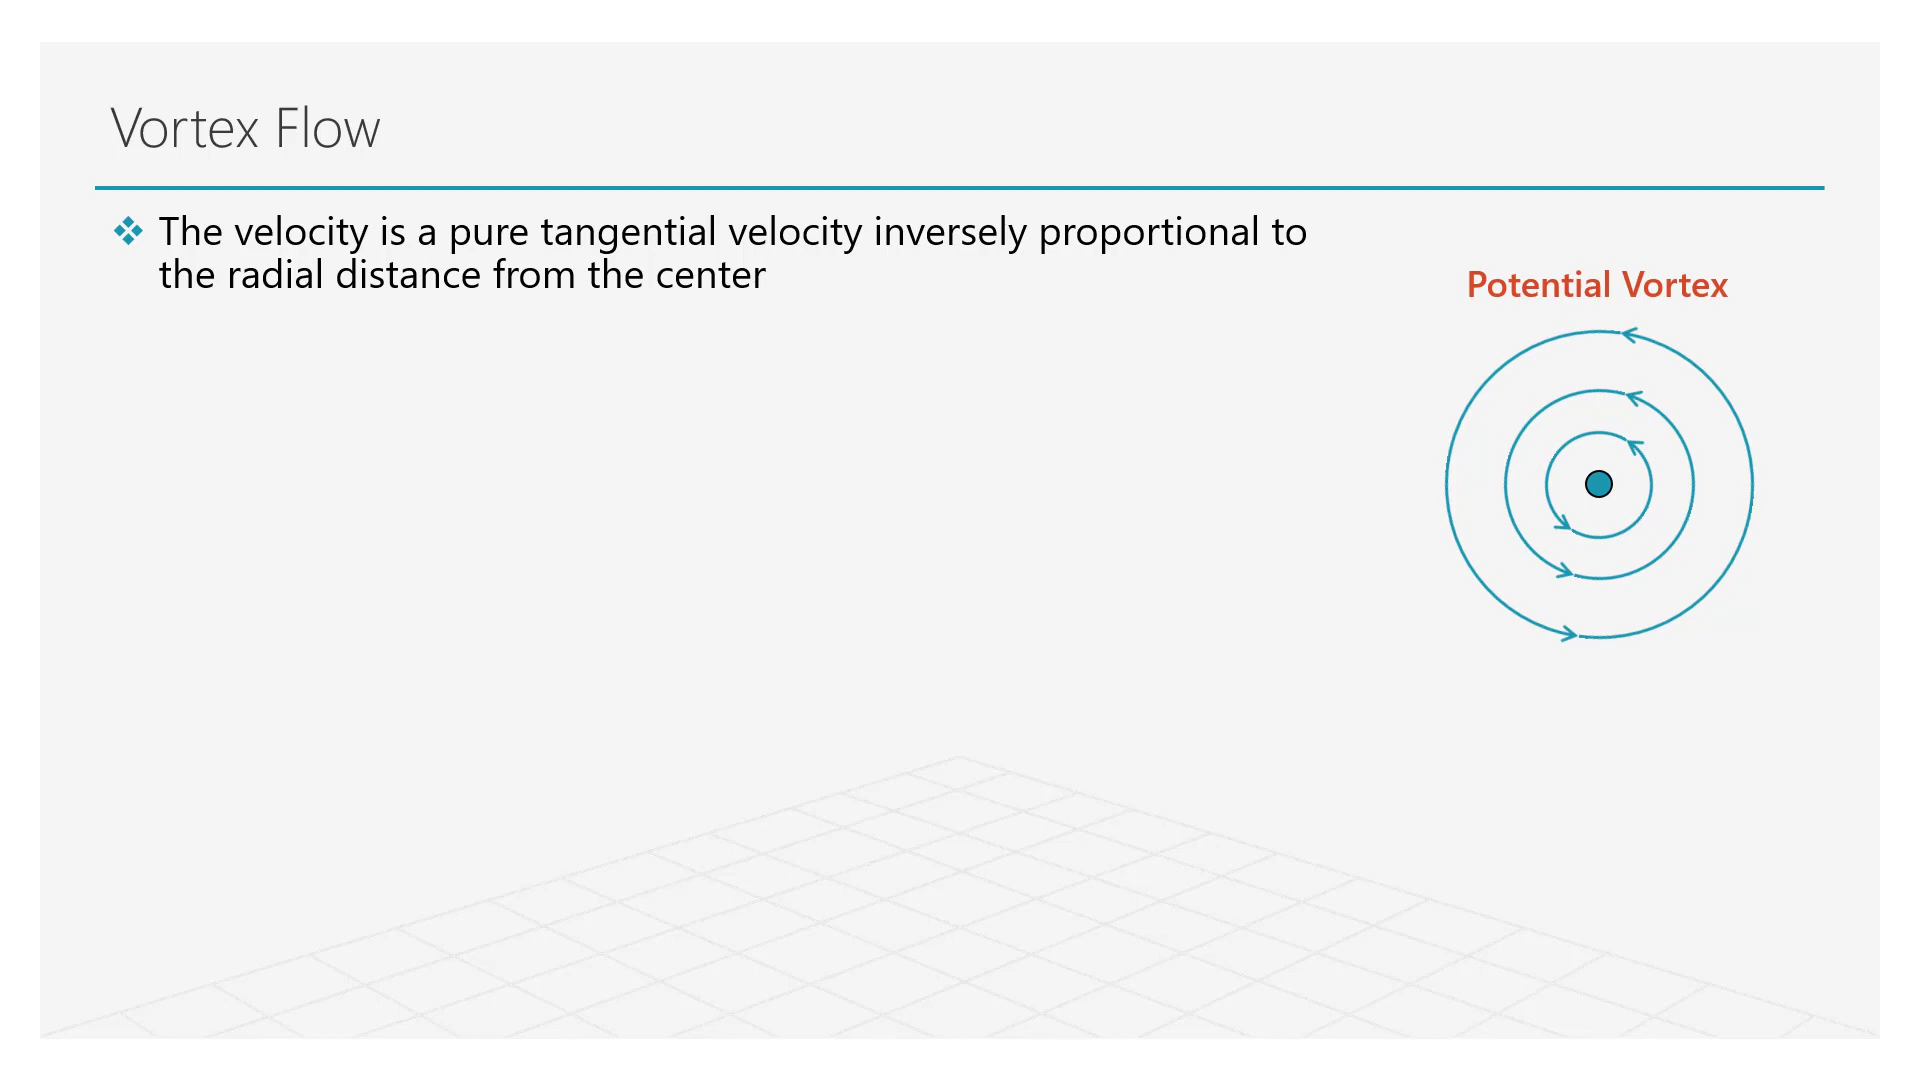 Vortex Flow
The velocity is a pure tangential velocity inversely proportional to
the radial distance from the center
Potential Vortex